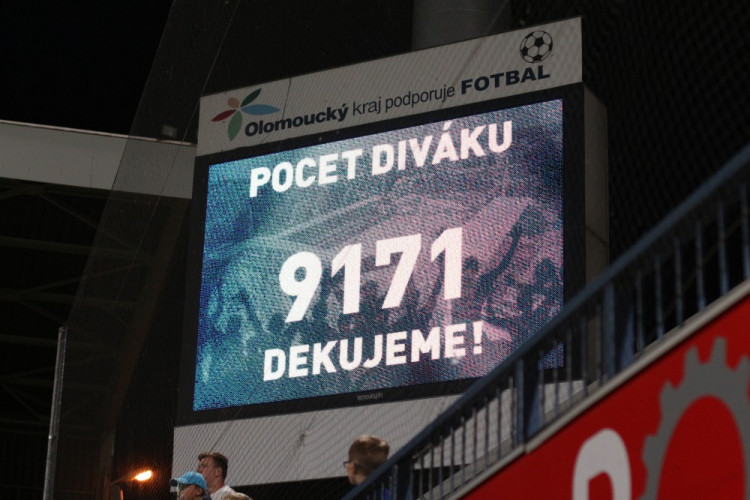 Olomoucký kraj podporuje FOTBAL
POCET DIVÁKU
9171
DEKUJEME!